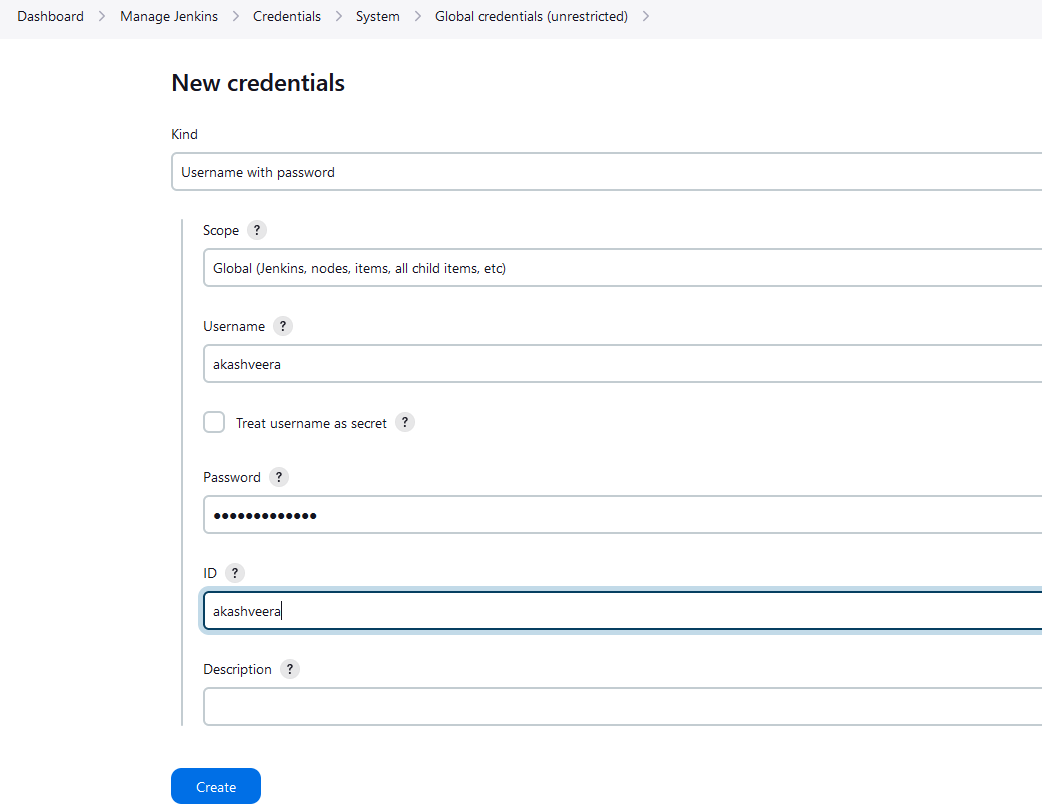 Dashboard > Manage Jenkins > Credentials > System > Global credentials (unrestricted) >
New credentials
Kind
Username with password
Scope ?
Global (Jenkins, nodes, items, all child items, etc)
Username ?
akashveera
Treat username as secret ?
Password ?
•••••••••••••
ID ?
akashveera
Description ?
Create